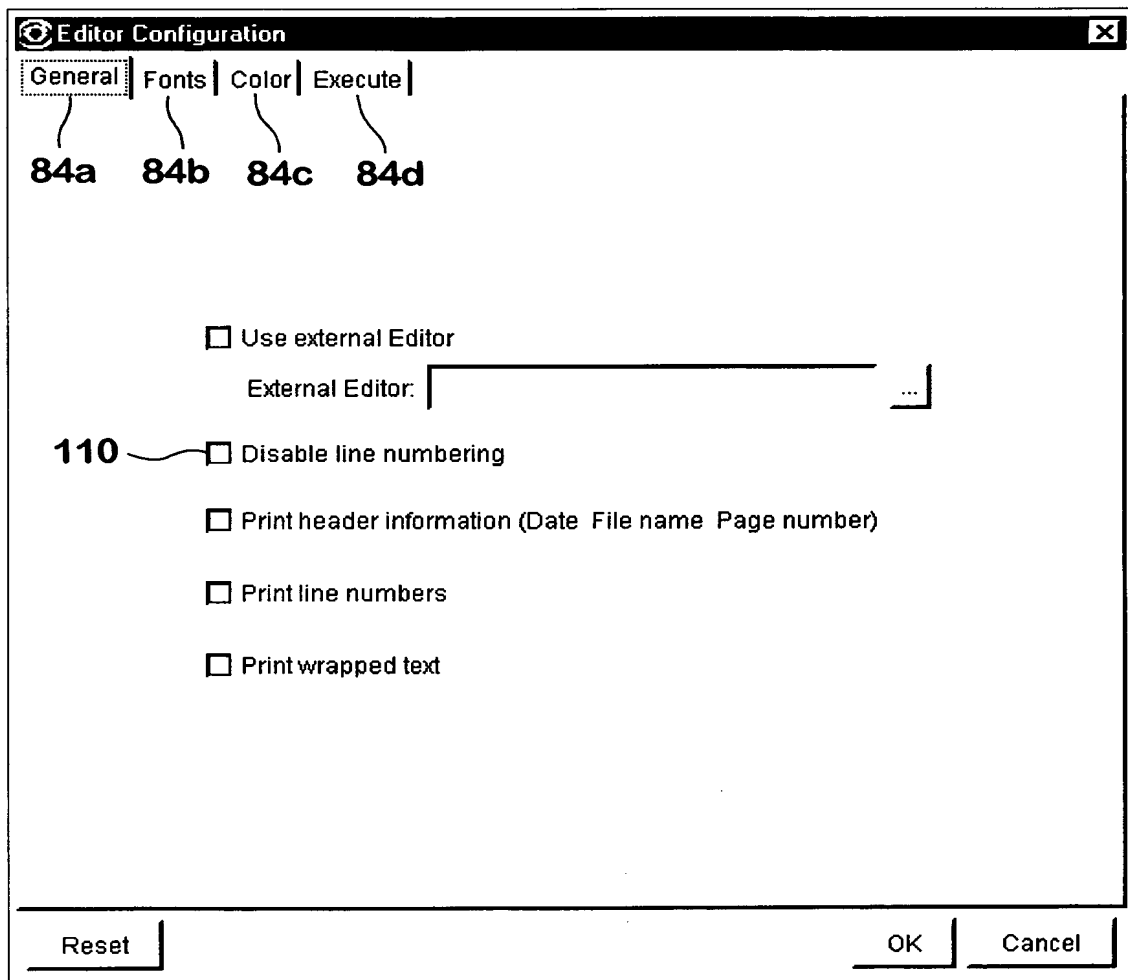 Editor Configuration
General Fonts Color Execute
84a 84b 84c 84d
Use external Editor
External Editor: ...
110 Disable line numbering
Print header information (Date File name Page number)
Print line numbers
Print wrapped text
Reset OK Cancel